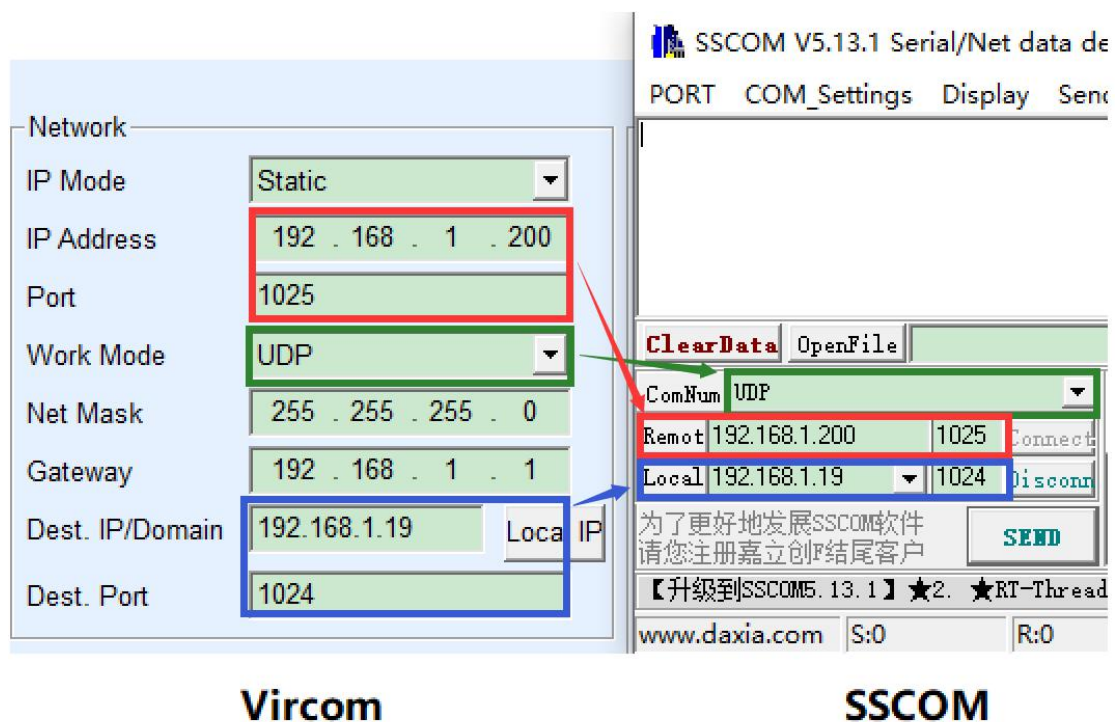 SSCOM V5.13.1 Serial/Net data de
PORT COM_Settings Display Send
Network
IP Mode Static
IP Address 192 . 168 . 1 . 200
Port 1025
Work Mode UDP
Net Mask 255 . 255 . 255 . 0
Gateway 192 . 168 . 1 . 1
Dest. IP/Domain 192.168.1.19 Local IP
Dest. Port 1024
ClearData OpenFile
ComNum UDP
Remot 192.168.1.200 1025 Connect
Local 192.168.1.19 1024 Disconn
为了更好地发展SSCOM软件
请您注册嘉立创F结尾客户
SEND
【升级到SSCOM5.13.1】★2. ★RT-Thread
www.daxia.com S:0 R:0
Vircom
SSCOM